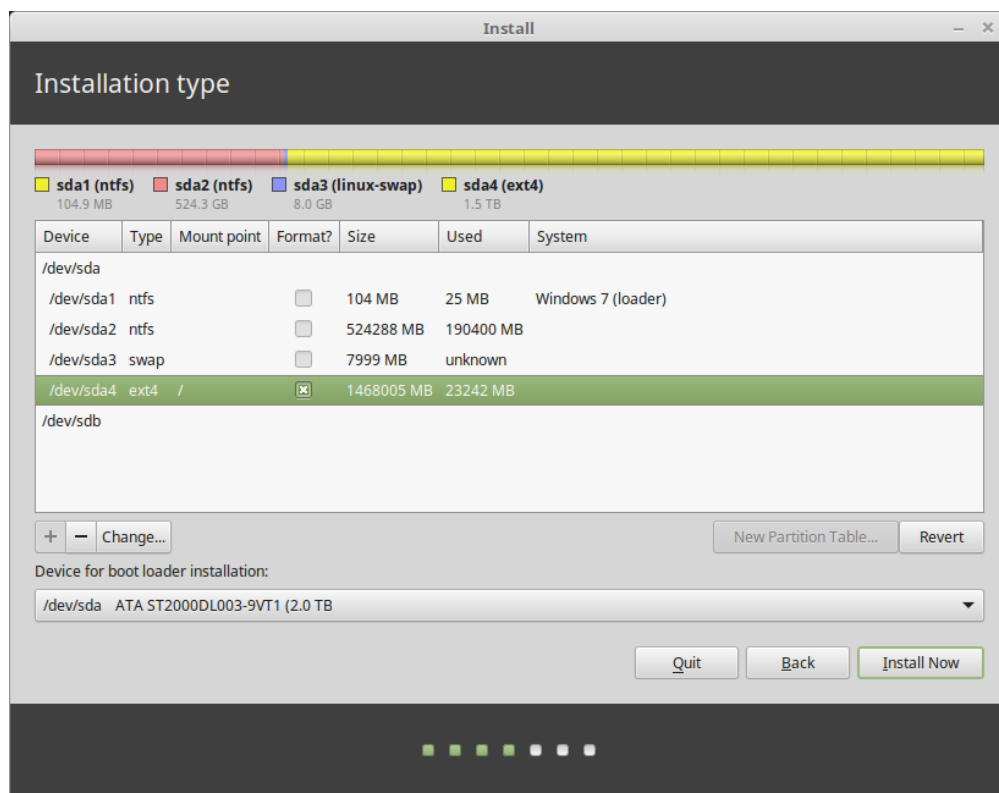 Install
Installation type
sda1 (ntfs) sda2 (ntfs) sda3 (linux-swap) sda4 (ext4)
104.9 MB 524.3 GB 8.0 GB 1.5 TB
Device Type Mount point Format? Size Used System
/dev/sda
/dev/sda1 ntfs 104 MB 25 MB Windows 7 (loader)
/dev/sda2 ntfs 524288 MB 190400 MB
/dev/sda3 swap 7999 MB unknown
/dev/sda4 ext4 / 1468005 MB 23242 MB
/dev/sdb
+ − Change... New Partition Table... Revert
Device for boot loader installation:
/dev/sda ATA ST2000DL003-9VT1 (2.0 TB
Quit Back Install Now